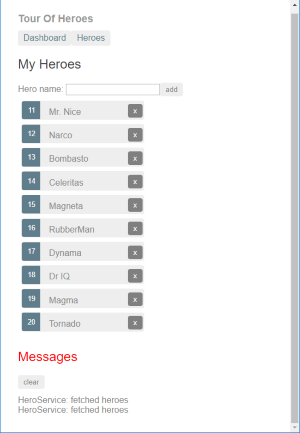 Tour Of Heroes
Dashboard Heroes
My Heroes
Hero name: add
11 Mr. Nice x
12 Narco x
13 Bombasto x
14 Celeritas x
15 Magneta x
16 RubberMan x
17 Dynama x
18 Dr IQ x
19 Magma x
20 Tornado x
Messages
clear
HeroService: fetched heroes
HeroService: fetched heroes